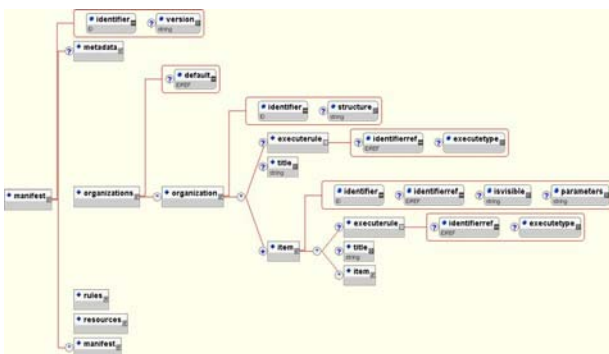 identifier
ID
?
version
string
?
metadata
?
default
IDREF
identifier
ID
?
structure
string
?
executerule
?
identifierref
IDREF
?
executetype
?
title
string
manifest
organizations
*
organization
*
identifier
ID
?
identifierref
IDREF
?
isvisible
string
?
parameters
string
item
*
?
executerule
?
identifierref
IDREF
?
executetype
?
title
string
*
item
rules
resources
*
manifest